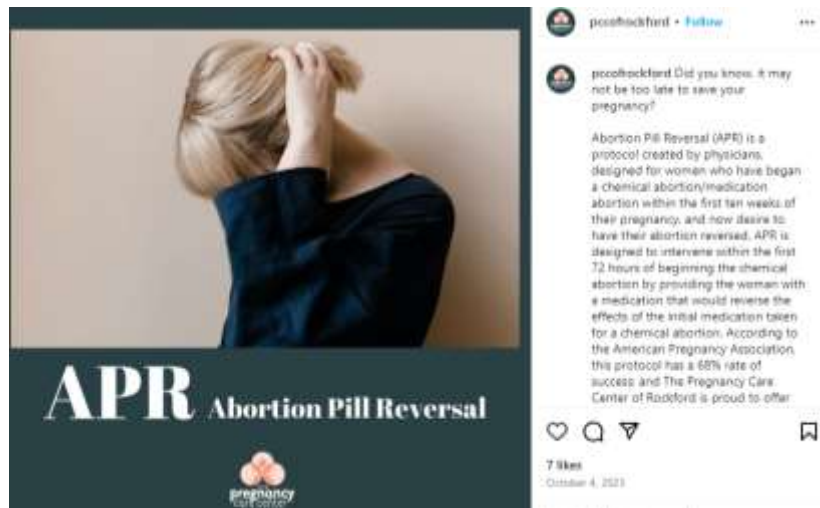 APR Abortion Pill Reversal
pregnancy
care center
pccofrockford • Follow
pccofrockford Did you know, it may
not be too late to save your
pregnancy?
Abortion Pill Reversal (APR) is a
protocol created by physicians,
designed for women who have began
a chemical abortion/medication
abortion within the first ten weeks of
their pregnancy, and now desire to
have their abortion reversed. APR is
designed to intervene within the first
72 hours of beginning the chemical
abortion by providing the woman with
a medication that would reverse the
effects of the initial medication taken
for a chemical abortion. According to
the American Pregnancy Association,
this protocol has a 68% rate of
success and The Pregnancy Care
Center of Rockford is proud to offer
7 likes
October 4, 2023